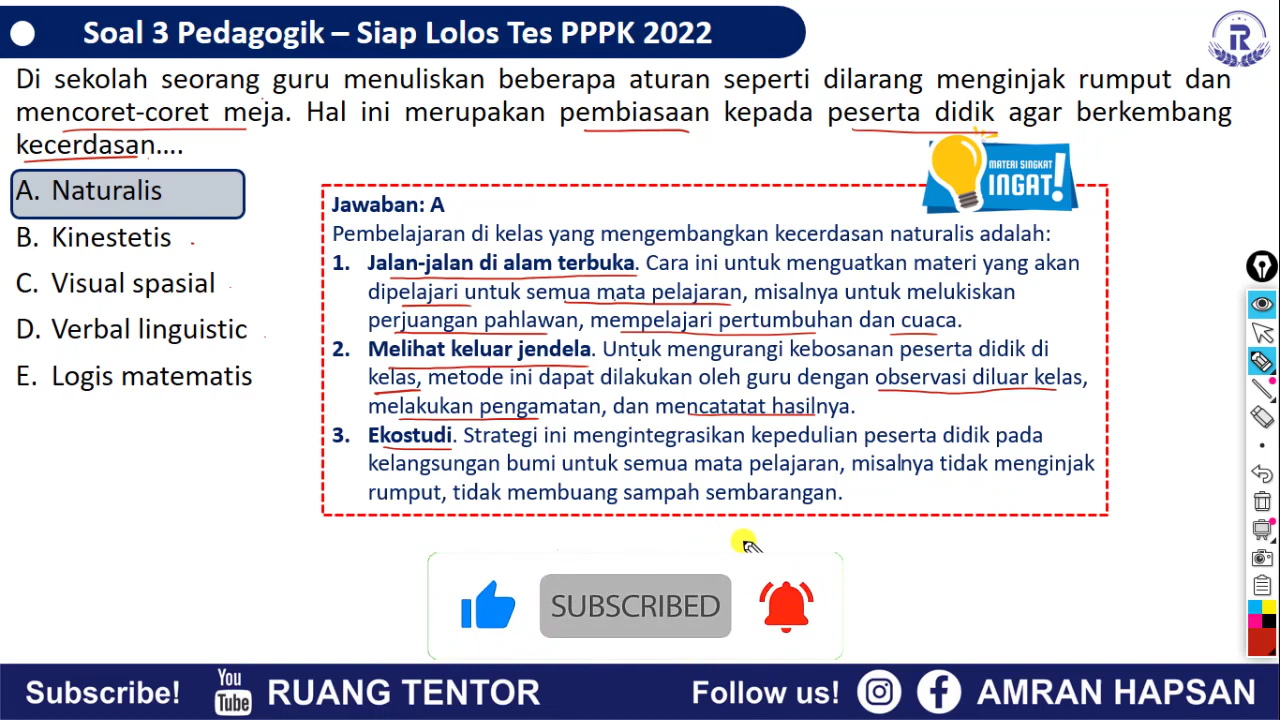 Soal 3 Pedagogik – Siap Lolos Tes PPPK 2022
Di sekolah seorang guru menuliskan beberapa aturan seperti dilarang menginjak rumput dan
mencoret-coret meja. Hal ini merupakan pembiasaan kepada peserta didik agar berkembang
kecerdasan....
A. Naturalis
B. Kinestetis
C. Visual spasial
D. Verbal linguistic
E. Logis matematis
MATERI SINGKAT
INGAT!
Jawaban: A
Pembelajaran di kelas yang mengembangkan kecerdasan naturalis adalah:
1. Jalan-jalan di alam terbuka. Cara ini untuk menguatkan materi yang akan
dipelajari untuk semua mata pelajaran, misalnya untuk melukiskan
perjuangan pahlawan, mempelajari pertumbuhan dan cuaca.
2. Melihat keluar jendela. Untuk mengurangi kebosanan peserta didik di
kelas, metode ini dapat dilakukan oleh guru dengan observasi diluar kelas,
melakukan pengamatan, dan mencatatat hasilnya.
3. Ekostudi. Strategi ini mengintegrasikan kepedulian peserta didik pada
kelangsungan bumi untuk semua mata pelajaran, misalnya tidak menginjak
rumput, tidak membuang sampah sembarangan.
SUBSCRIBED
Subscribe! You Tube RUANG TENTOR Follow us! AMRAN HAPSAN